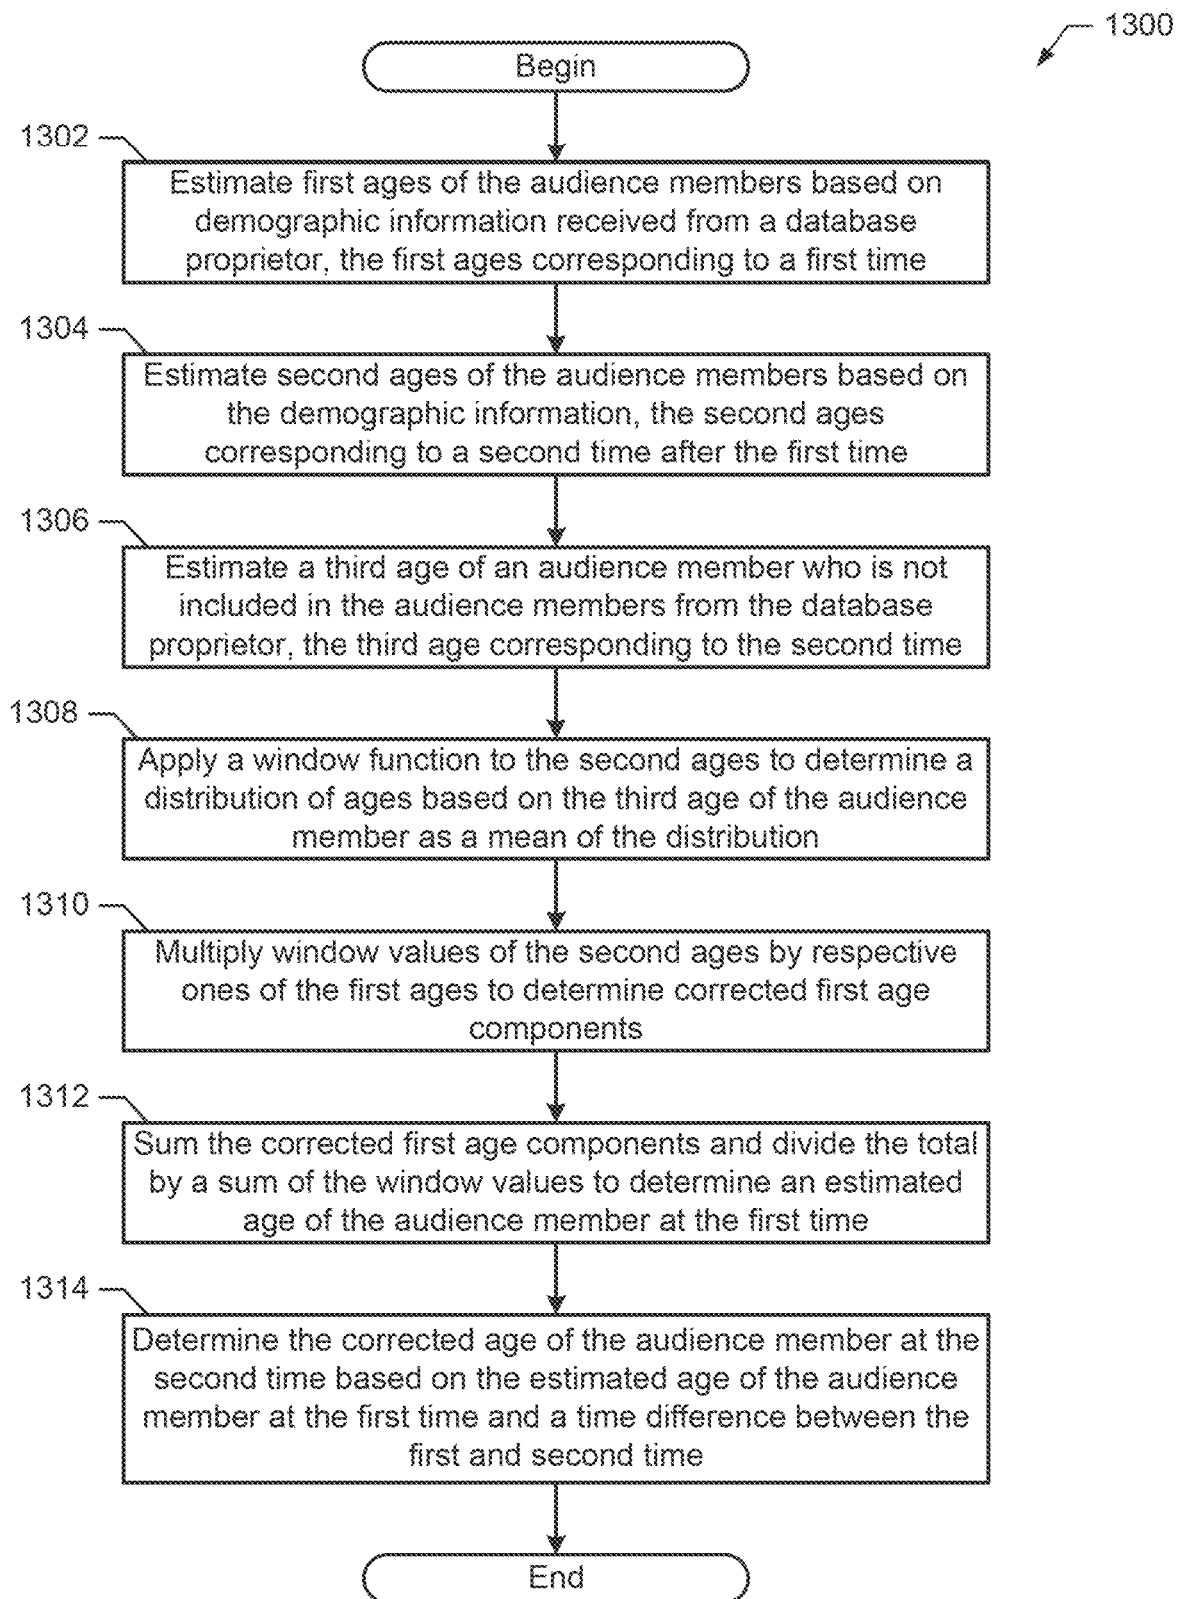 1300
Begin
1302
Estimate first ages of the audience members based on
demographic information received from a database
proprietor, the first ages corresponding to a first time
1304
Estimate second ages of the audience members based on
the demographic information, the second ages
corresponding to a second time after the first time
1306
Estimate a third age of an audience member who is not
included in the audience members from the database
proprietor, the third age corresponding to the second time
1308
Apply a window function to the second ages to determine a
distribution of ages based on the third age of the audience
member as a mean of the distribution
1310
Multiply window values of the second ages by respective
ones of the first ages to determine corrected first age
components
1312
Sum the corrected first age components and divide the total
by a sum of the window values to determine an estimated
age of the audience member at the first time
1314
Determine the corrected age of the audience member at the
second time based on the estimated age of the audience
member at the first time and a time difference between the
first and second time
End